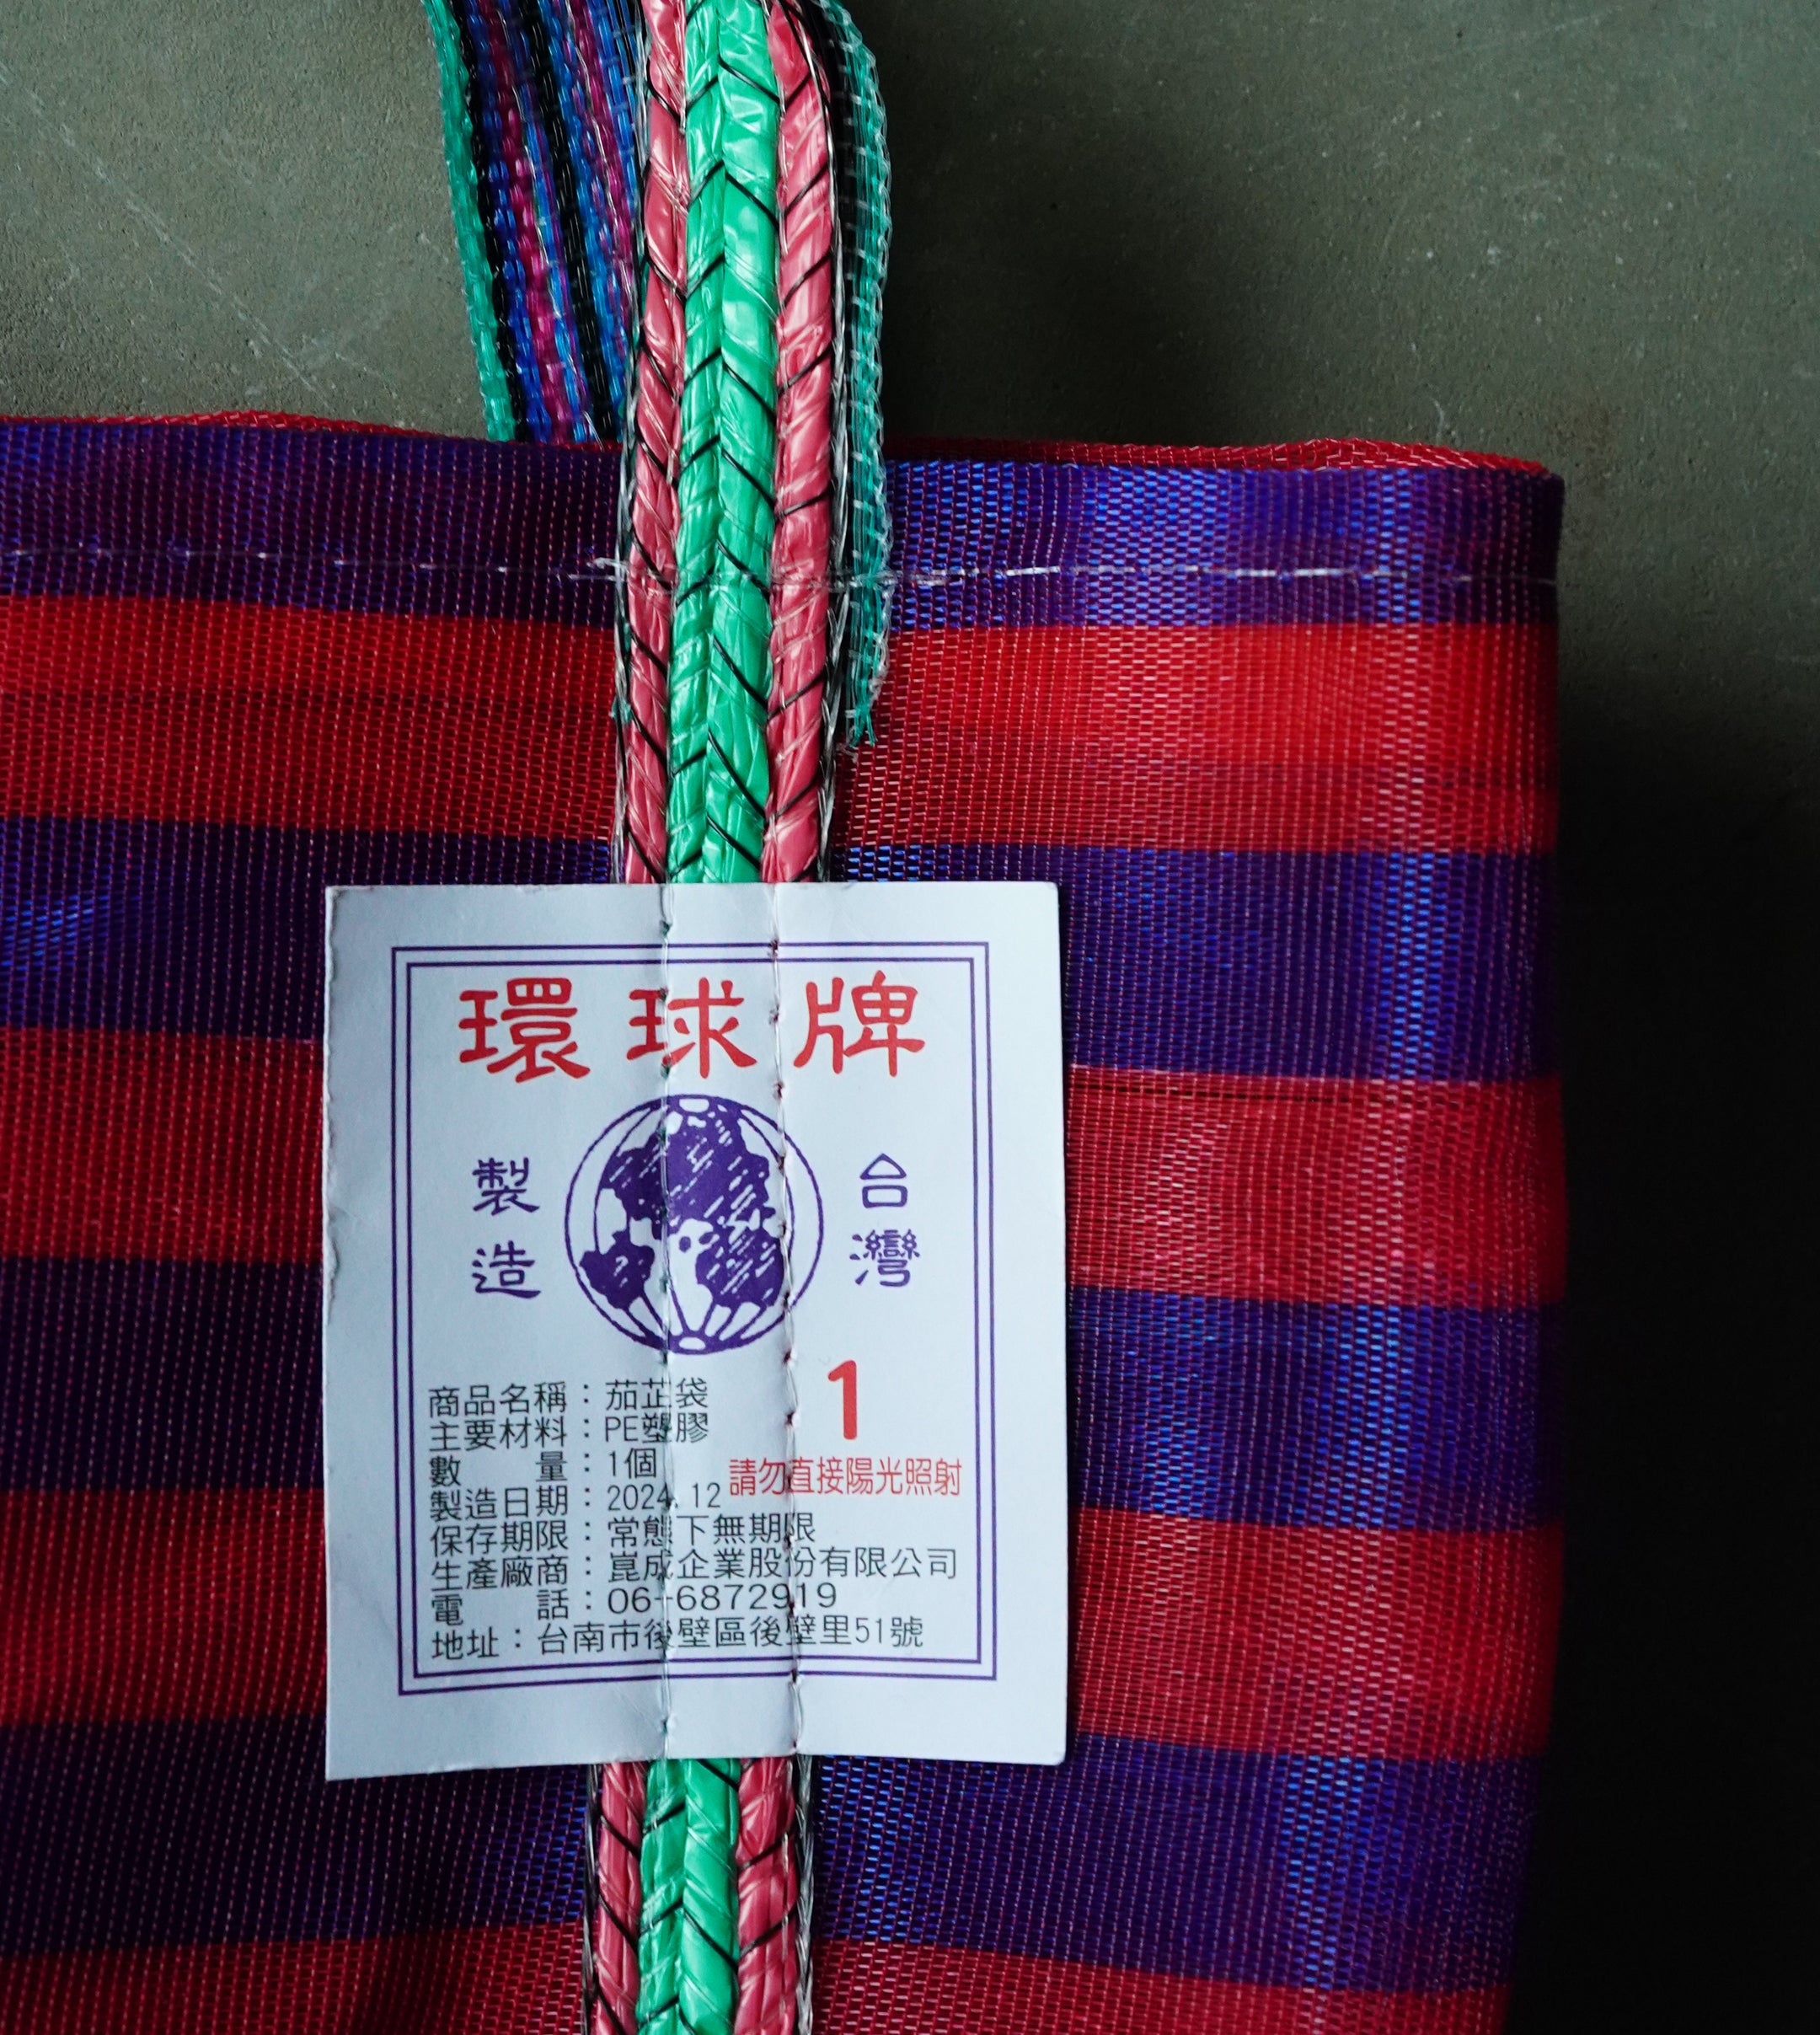 環球牌
台灣
製造
1
商品名稱：茄芷袋
主要材料：PE塑膠
數量：1個
請勿直接陽光照射
製造日期：2024.12
保存期限：常態下無期限
生產廠商：崑成企業股份有限公司
電話：06-6872919
地址：台南市後壁區後壁里51號